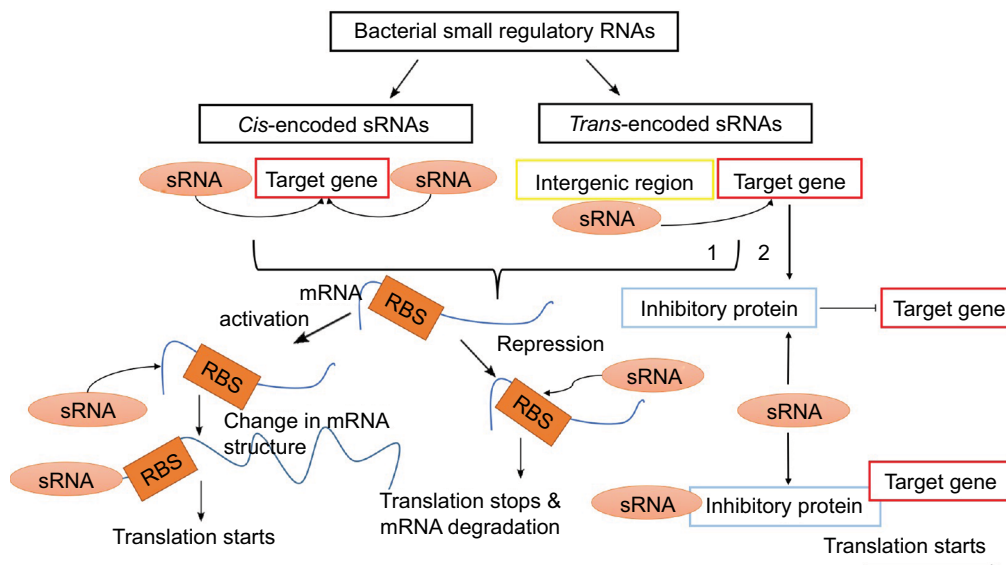 Bacterial small regulatory RNAs
Cis-encoded sRNAs
Trans-encoded sRNAs
sRNA
Target gene
sRNA
Intergenic region
Target gene
sRNA
1
2
mRNA
RBS
activation
Repression
Inhibitory protein
Target gene
RBS
sRNA
sRNA
RBS
sRNA
Change in mRNA
structure
sRNA
RBS
Translation starts
Translation stops &
mRNA degradation
Target gene
sRNA
Inhibitory protein
Translation starts